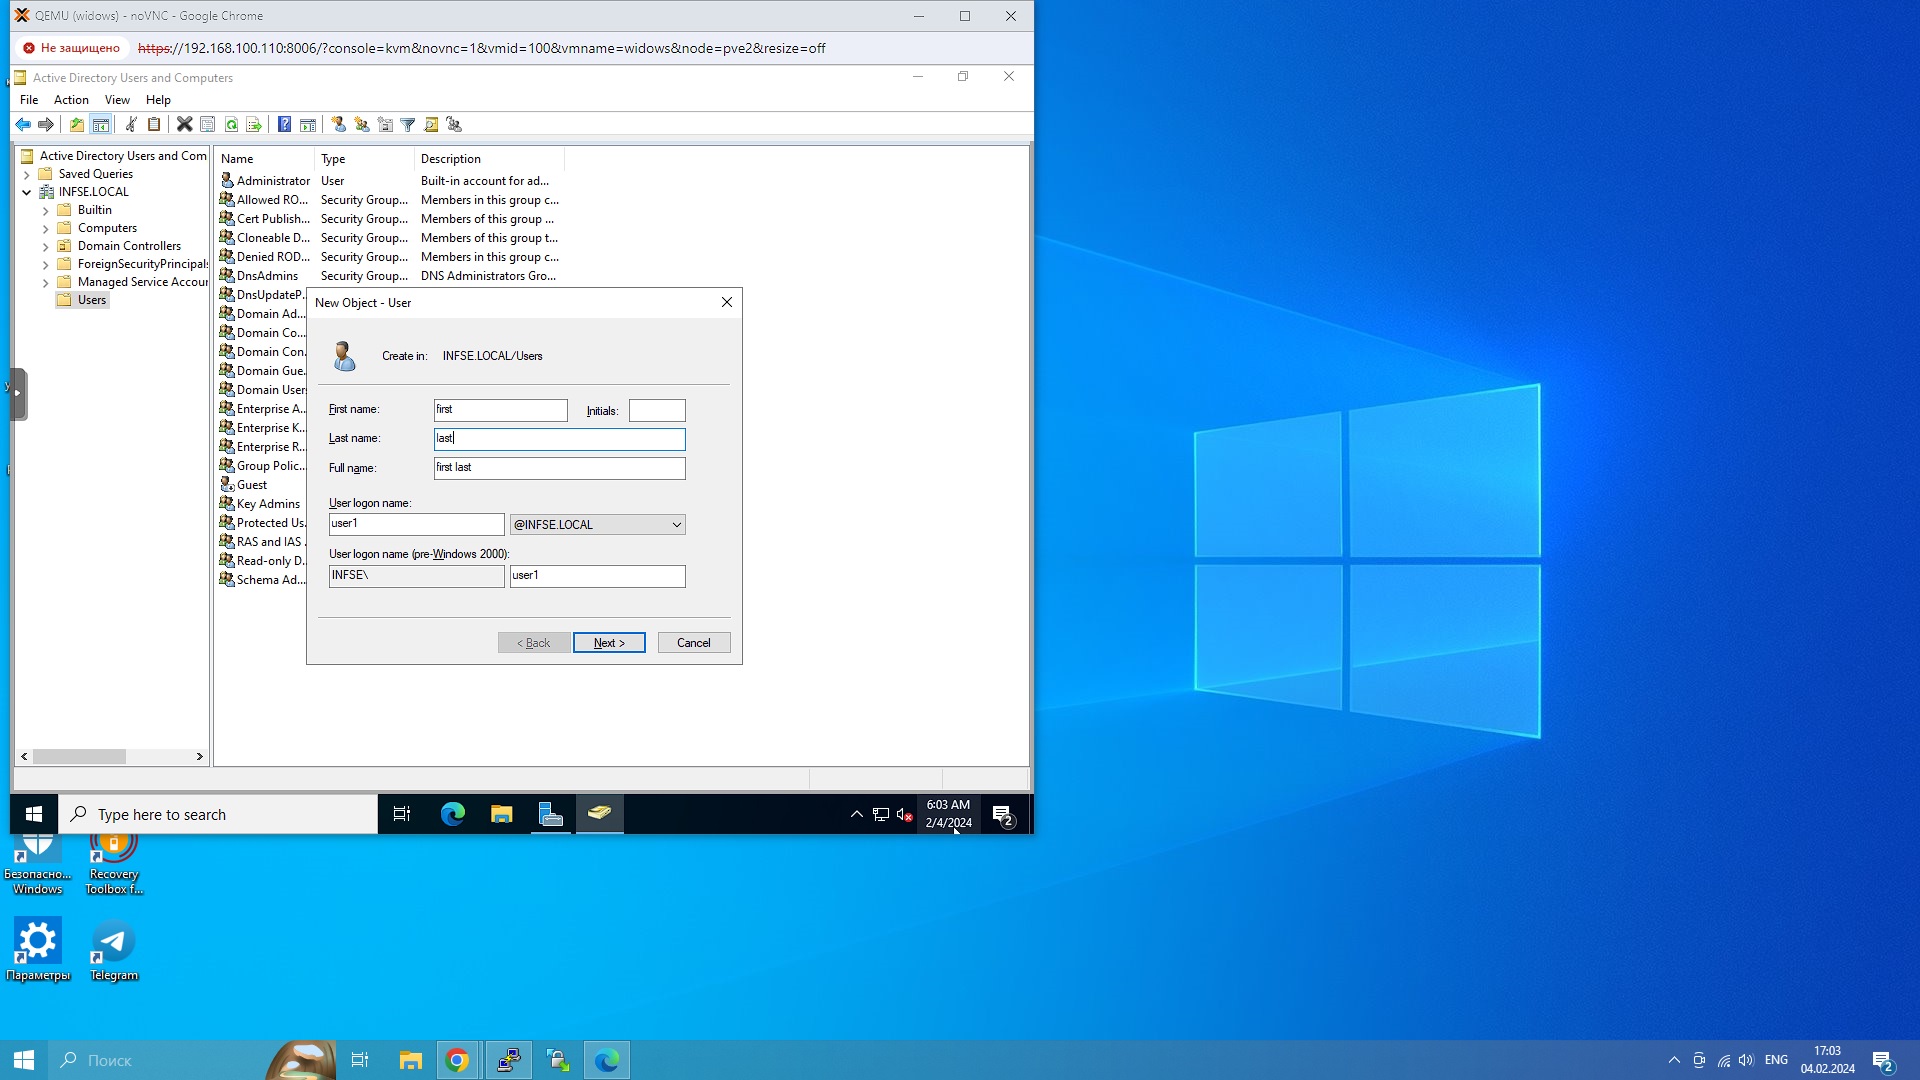 QEMU (widows) - noVNC - Google Chrome
Не защищено
https://192.168.100.110:8006/?console=kvm&novnc=1&vmid=100&vmname=widows&node=pve2&resize=off
Active Directory Users and Computers
File Action View Help
Active Directory Users and Com
Saved Queries
INFSE.LOCAL
Builtin
Computers
Domain Controllers
ForeignSecurityPrincipals
Managed Service Accour
Users
Name Type Description
Administrator User Built-in account for ad...
Allowed RO... Security Group... Members in this group c...
Cert Publish... Security Group... Members of this group ...
Cloneable D... Security Group... Members of this group t...
Denied ROD... Security Group... Members in this group c...
DnsAdmins Security Group... DNS Administrators Gro...
DnsUpdateP...
Domain Ad...
Domain Co...
Domain Con...
Domain Gue...
Domain Users
Enterprise A...
Enterprise K...
Enterprise R...
Group Polic...
Guest
Key Admins
Protected Us...
RAS and IAS ...
Read-only D...
Schema Ad...
New Object - User
Create in: INFSE.LOCAL/Users
First name: first Initials:
Last name: last
Full name: first last
User logon name:
user1 @INFSE.LOCAL
User logon name (pre-Windows 2000):
INFSE\ user1
< Back Next > Cancel
Type here to search
6:03 AM
2/4/2024
2
Безопасно...
Windows
Recovery
Toolbox f...
Параметры
Telegram
Поиск
ENG
17:03
04.02.2024
2